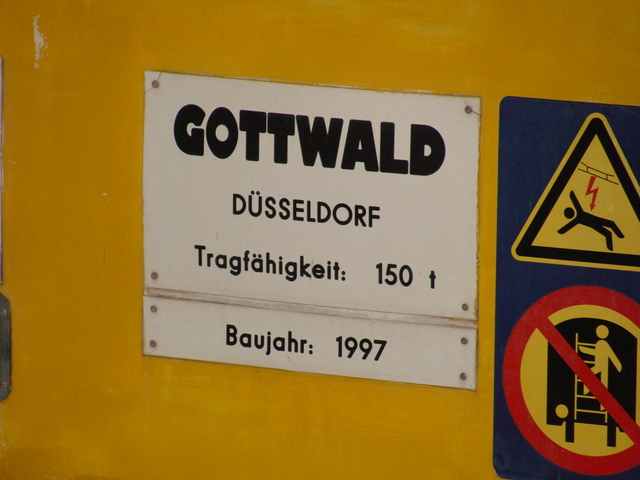 GOTTWALD
DÜSSELDORF
Tragfähigkeit: 150 t
Baujahr: 1997